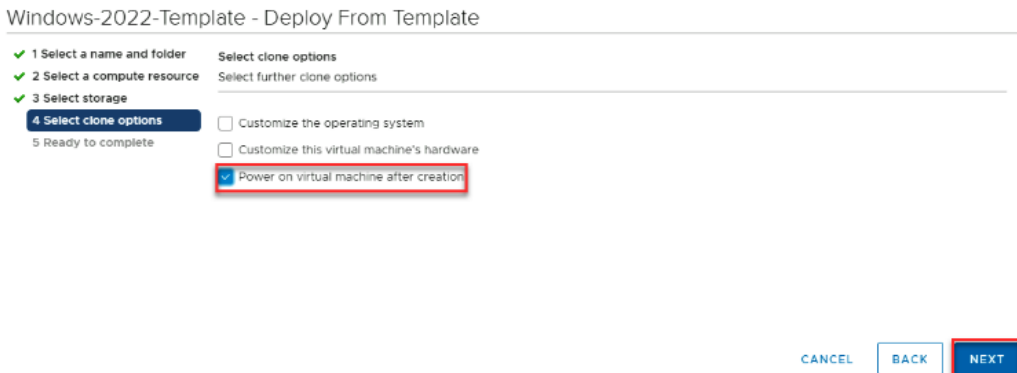 Windows-2022-Template - Deploy From Template
1 Select a name and folder
2 Select a compute resource
3 Select storage
4 Select clone options
5 Ready to complete
Select clone options
Select further clone options
Customize the operating system
Customize this virtual machine's hardware
Power on virtual machine after creation
CANCEL
BACK
NEXT